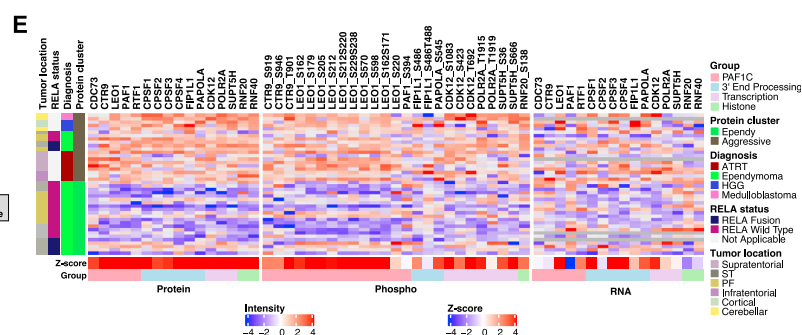 E
Tumor location
RELA status
Diagnosis
Protein cluster
CDC73
CTR9
LEO1
PAF1
RTF1
CPSF1
CPSF2
CPSF3
CPSF4
FIP1L1
PAPOLA
CDK12
POLR2A
SUPT5H
RNF20
RNF40
CTR9_S919
CTR9_S946
CTR9_T901
LEO1_S162
LEO1_S179
LEO1_S205
LEO1_S212
LEO1_S212S220
LEO1_S229S238
LEO1_S570
LEO1_S598
LEO1_S162S171
PAF1_S394
FIP1L1_S486
FIP1L1_S486T488
PAPOLA_S545
CDK12_S1083
CDK12_S423
CDK12_T692
POLR2A_T1915
POLR2A_T1919
SUPT5H_S36
SUPT5H_S666
RNF20_S138
CDC73
CTR9
LEO1
PAF1
RTF1
CPSF1
CPSF2
CPSF3
CPSF4
FIP1L1
PAPOLA
CDK12
POLR2A
SUPT5H
RNF20
RNF40
Z-score
Group
Protein
Phospho
RNA
Intensity
−4 −2 0 2 4
Z-score
−4 −2 0 2 4
Group
PAF1C
3' End Processing
Transcription
Histone
Protein cluster
Ependy
Aggressive
Diagnosis
ATRT
Ependymoma
HGG
Medulloblastoma
RELA status
RELA Fusion
RELA Wild Type
Not Applicable
Tumor location
Supratentorial
ST
PF
Infratentorial
Cortical
Cerebellar